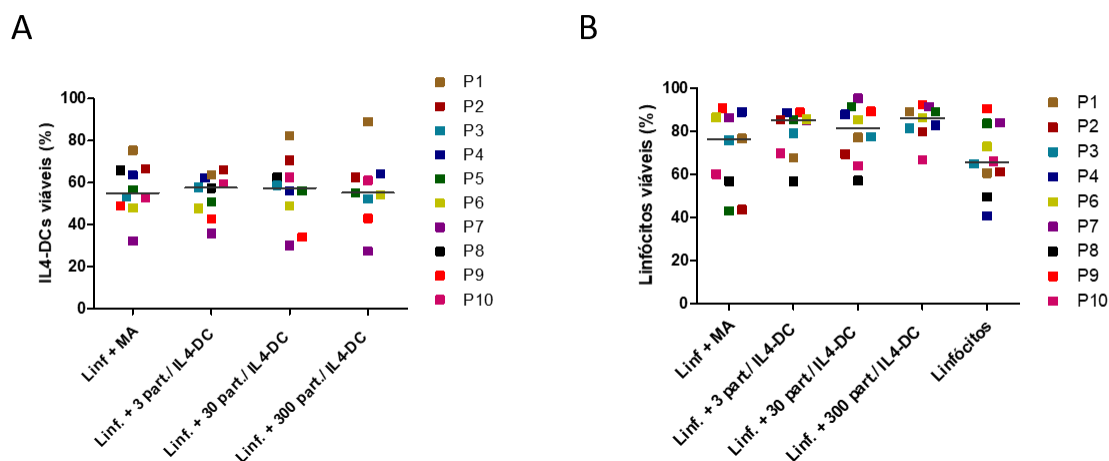 A
B
IL4-DCs viáveis (%)
100
80
60
40
20
0
Linf + MA
Linf. + 3 part./ IL4-DC
Linf. + 30 part./ IL4-DC
Linf. + 300 part./ IL4-DC
P1
P2
P3
P4
P5
P6
P7
P8
P9
P10
Linfócitos viáveis (%)
100
80
60
40
20
0
Linf + MA
Linf. + 3 part./ IL4-DC
Linf. + 30 part./ IL4-DC
Linf. + 300 part./ IL4-DC
Linfócitos
P1
P2
P3
P4
P6
P7
P8
P9
P10